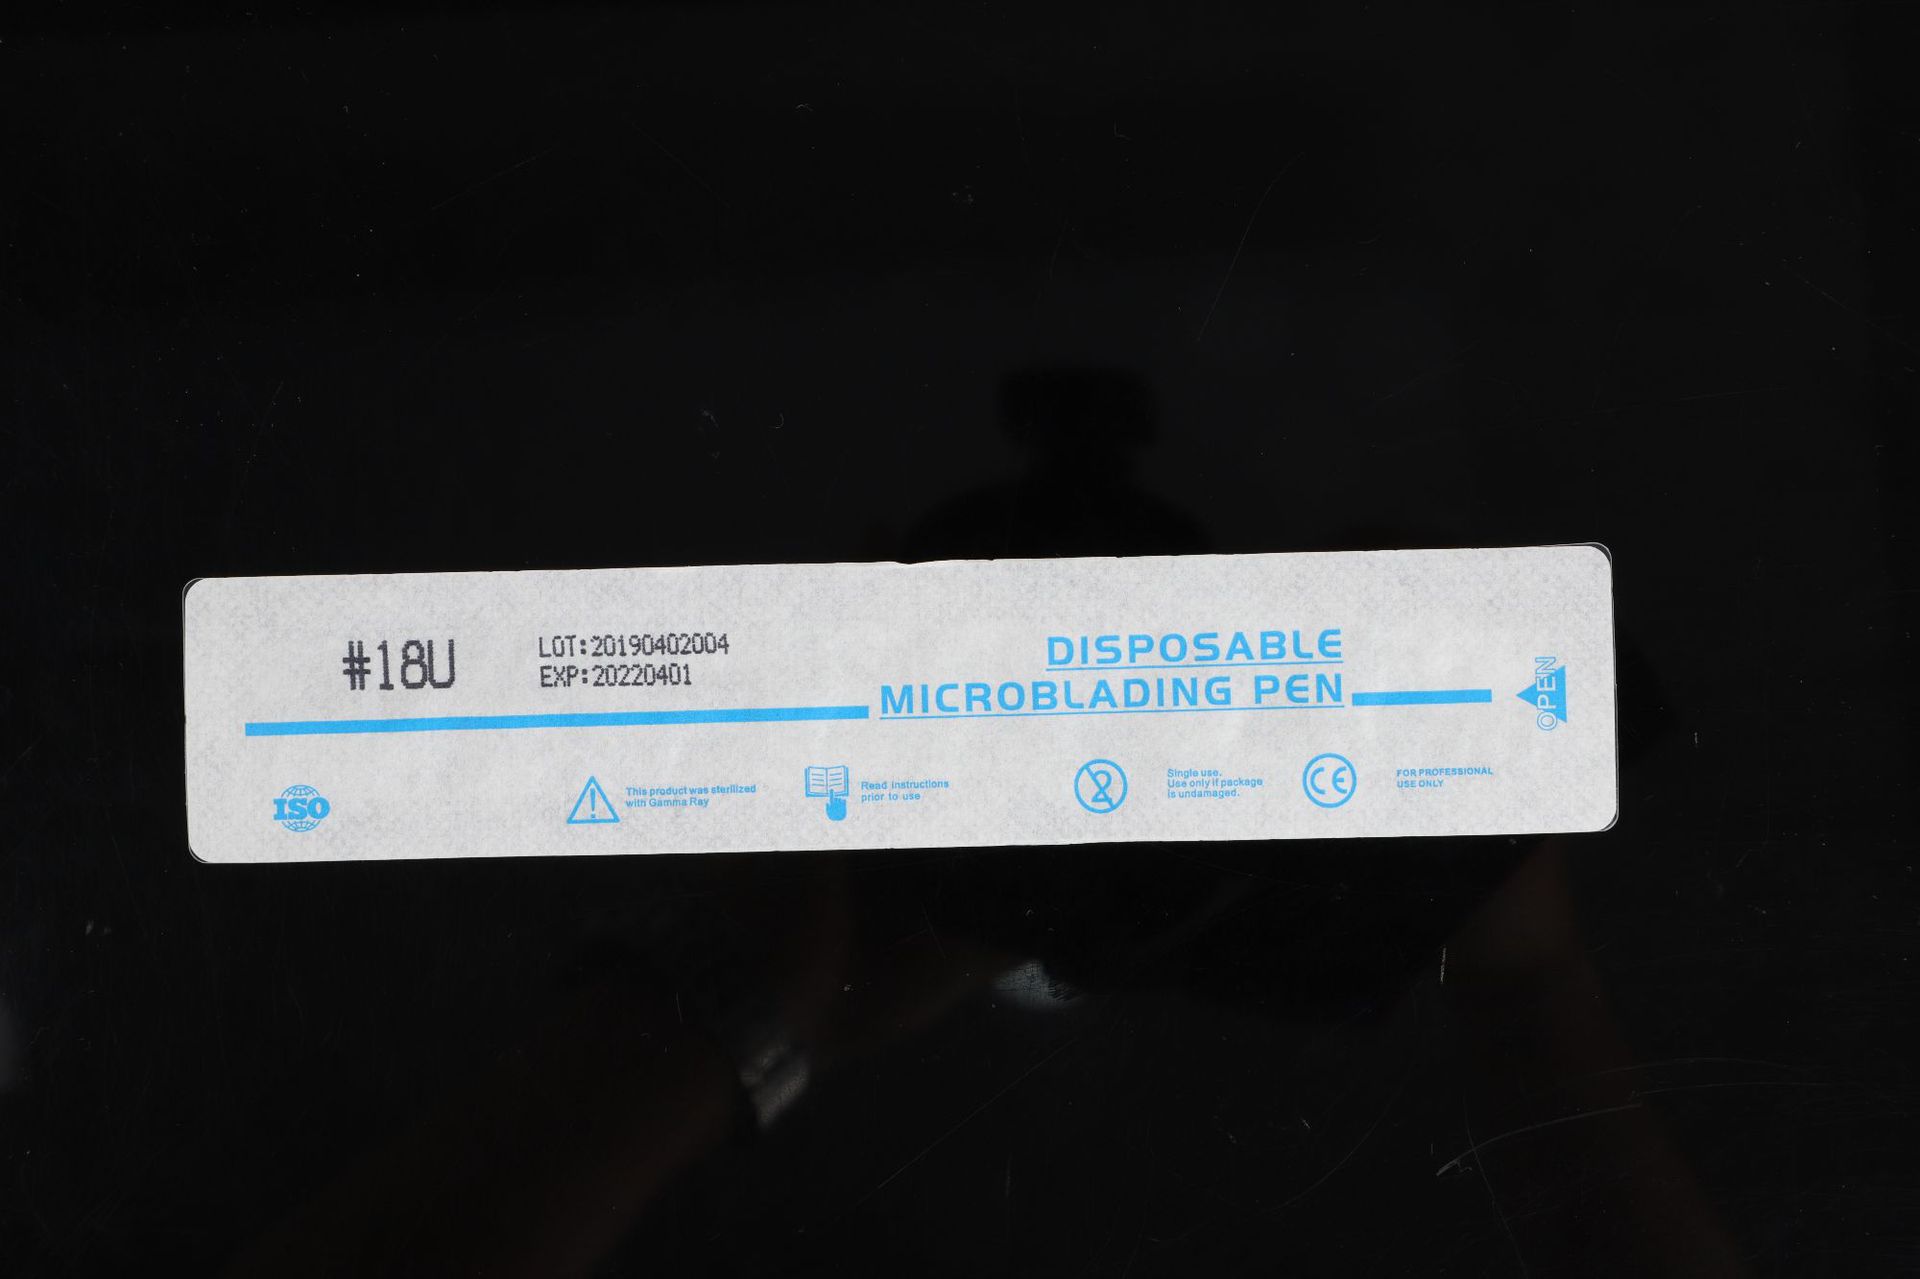 #18U
LOT:20190402004
EXP:20220401
DISPOSABLE
MICROBLADING PEN
OPEN
ISO
This product was sterilized
with Gamma Ray
Read instructions
prior to use
2
Single use.
Use only if package
is undamaged.
CE
FOR PROFESSIONAL
USE ONLY